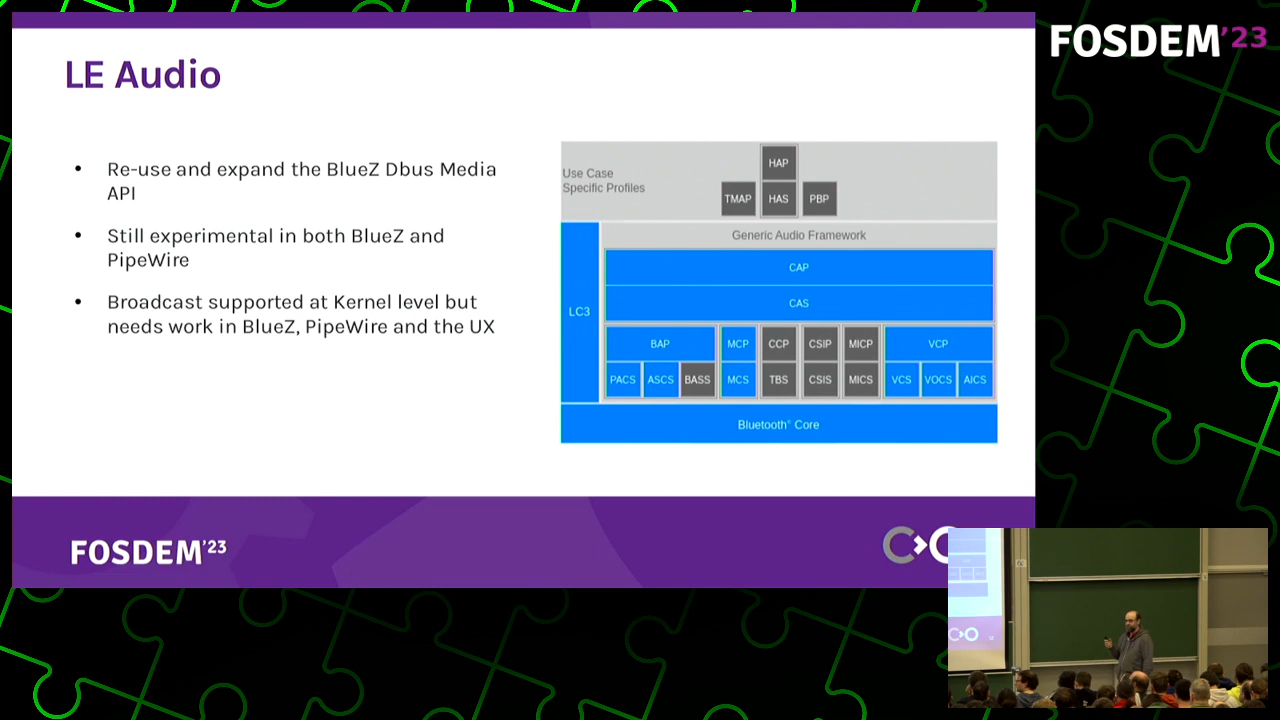 FOSDEM'23
LE Audio
• Re-use and expand the BlueZ Dbus Media
API
• Still experimental in both BlueZ and
PipeWire
• Broadcast supported at Kernel level but
needs work in BlueZ, PipeWire and the UX
Use Case
Specific Profiles
HAP
TMAP
HAS
PBP
LC3
Generic Audio Framework
CAP
CAS
BAP
MCP
CCP
CSIP
MICP
VCP
PACS
ASCS
BASS
MCS
TBS
CSIS
MICS
VCS
VOCS
AICS
Bluetooth® Core
FOSDEM'23